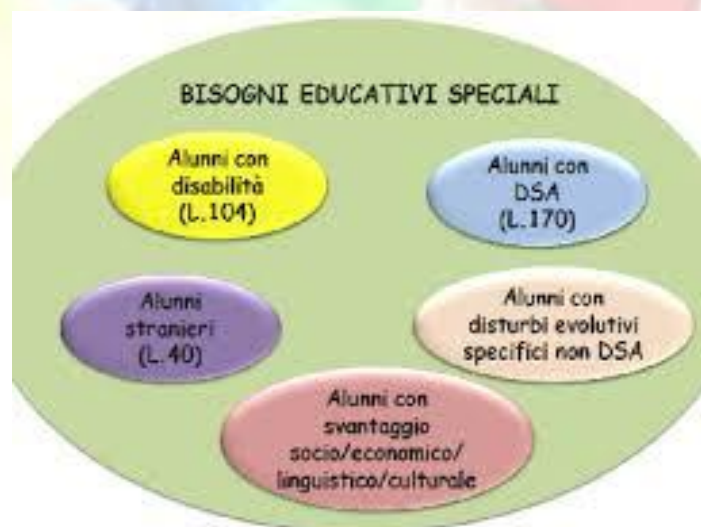 BISOGNI EDUCATIVI SPECIALI
Alunni con
disabilità
(L.104)
Alunni con
DSA
(L.170)
Alunni
stranieri
(L.40)
Alunni con
disturbi evolutivi
specifici non DSA
Alunni con
svantaggio
socio/economico/
linguistico/culturale